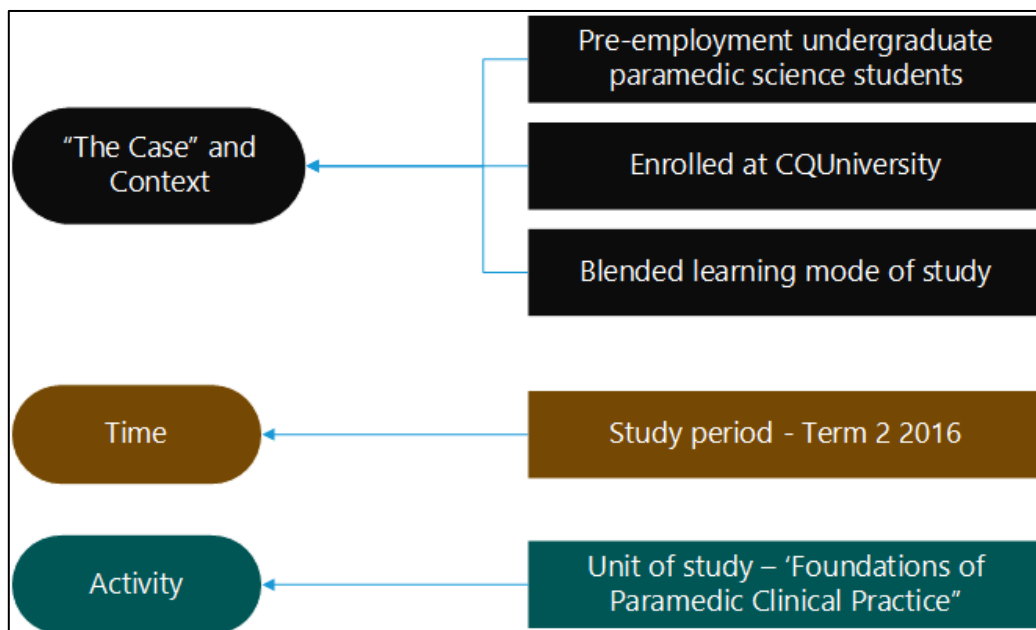 Pre-employment undergraduate
paramedic science students
“The Case” and
Context
Enrolled at CQUniversity
Blended learning mode of study
Time
Study period - Term 2 2016
Activity
Unit of study – ‘Foundations of
Paramedic Clinical Practice”